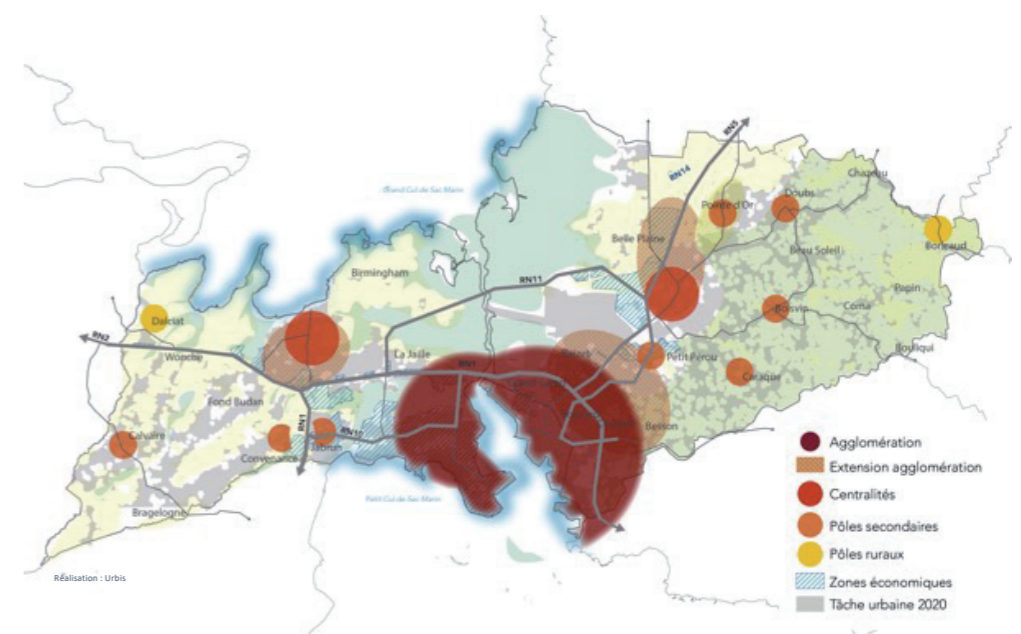 RN5
RN14
Chazeau
Doubs
Pointe d'Or
Grand Cul de Sac Marin
Belle Plaine
Boricaud
Beau Soleil
Birmingham
RN11
Papin
Boisvin
Coma
Dalciat
RN2
Bouliqui
Wonche
La Jaille
Petit Pérou
RN1
Caraque
Fond Budan
RN1
Besson
Calvaire
RN10
Jabrun
Convenance
Petit Cul de Sac Marin
Bragelogne
Réalisation : Urbis
Agglomération
Extension agglomération
Centralités
Pôles secondaires
Pôles ruraux
Zones économiques
Tâche urbaine 2020